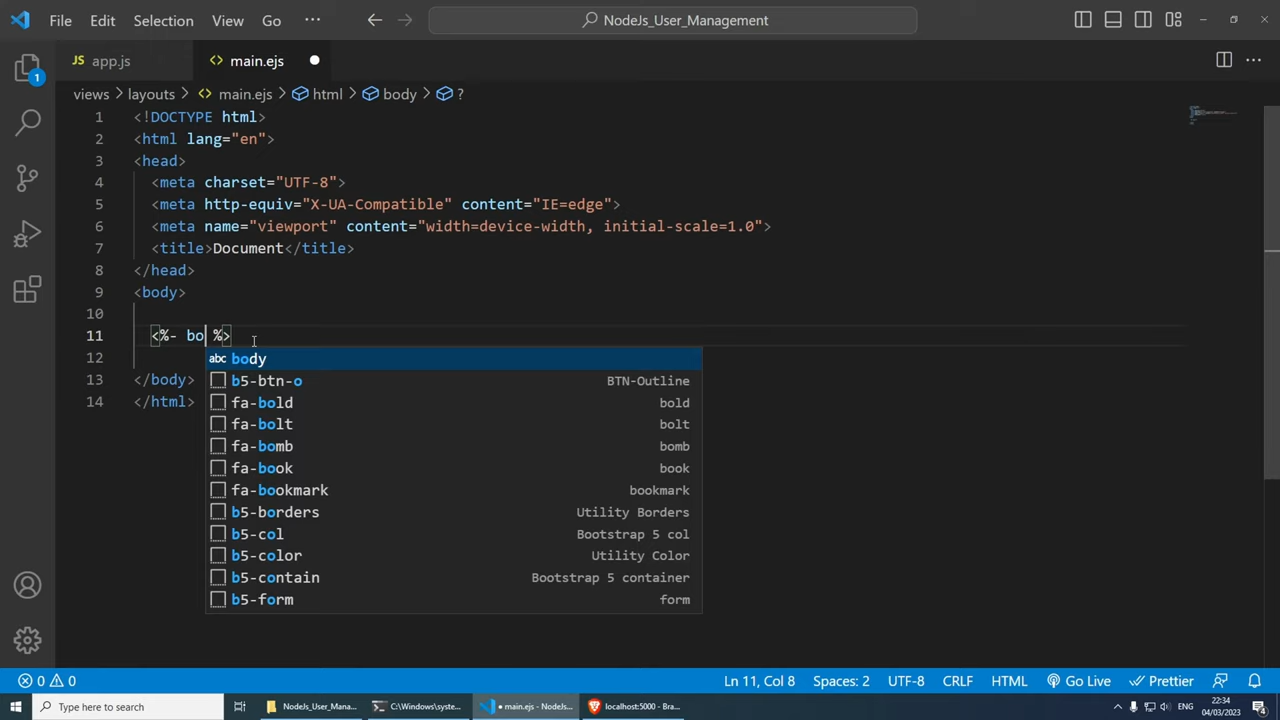 File Edit Selection View Go ··· NodeJs_User_Management
JS app.js <> main.ejs
views > layouts > <> main.ejs > html > body > ?
1 <!DOCTYPE html>
2 <html lang="en">
3 <head>
4 <meta charset="UTF-8">
5 <meta http-equiv="X-UA-Compatible" content="IE=edge">
6 <meta name="viewport" content="width=device-width, initial-scale=1.0">
7 <title>Document</title>
8 </head>
9 <body>
10
11 <%- bo %>
12
13 </body>
14 </html>
abc body
b5-btn-o BTN-Outline
fa-bold bold
fa-bolt bolt
fa-bomb bomb
fa-book book
fa-bookmark bookmark
b5-borders Utility Borders
b5-col Bootstrap 5 col
b5-color Utility Color
b5-contain Bootstrap 5 container
b5-form form
1
0 0 Ln 11, Col 8 Spaces: 2 UTF-8 CRLF HTML Go Live Prettier
Type here to search NodeJs_User_Mana... C:\Windows\syste... • main.ejs - NodeJs... localhost:5000 - Bra... ENG 22:34 04/03/2023 4